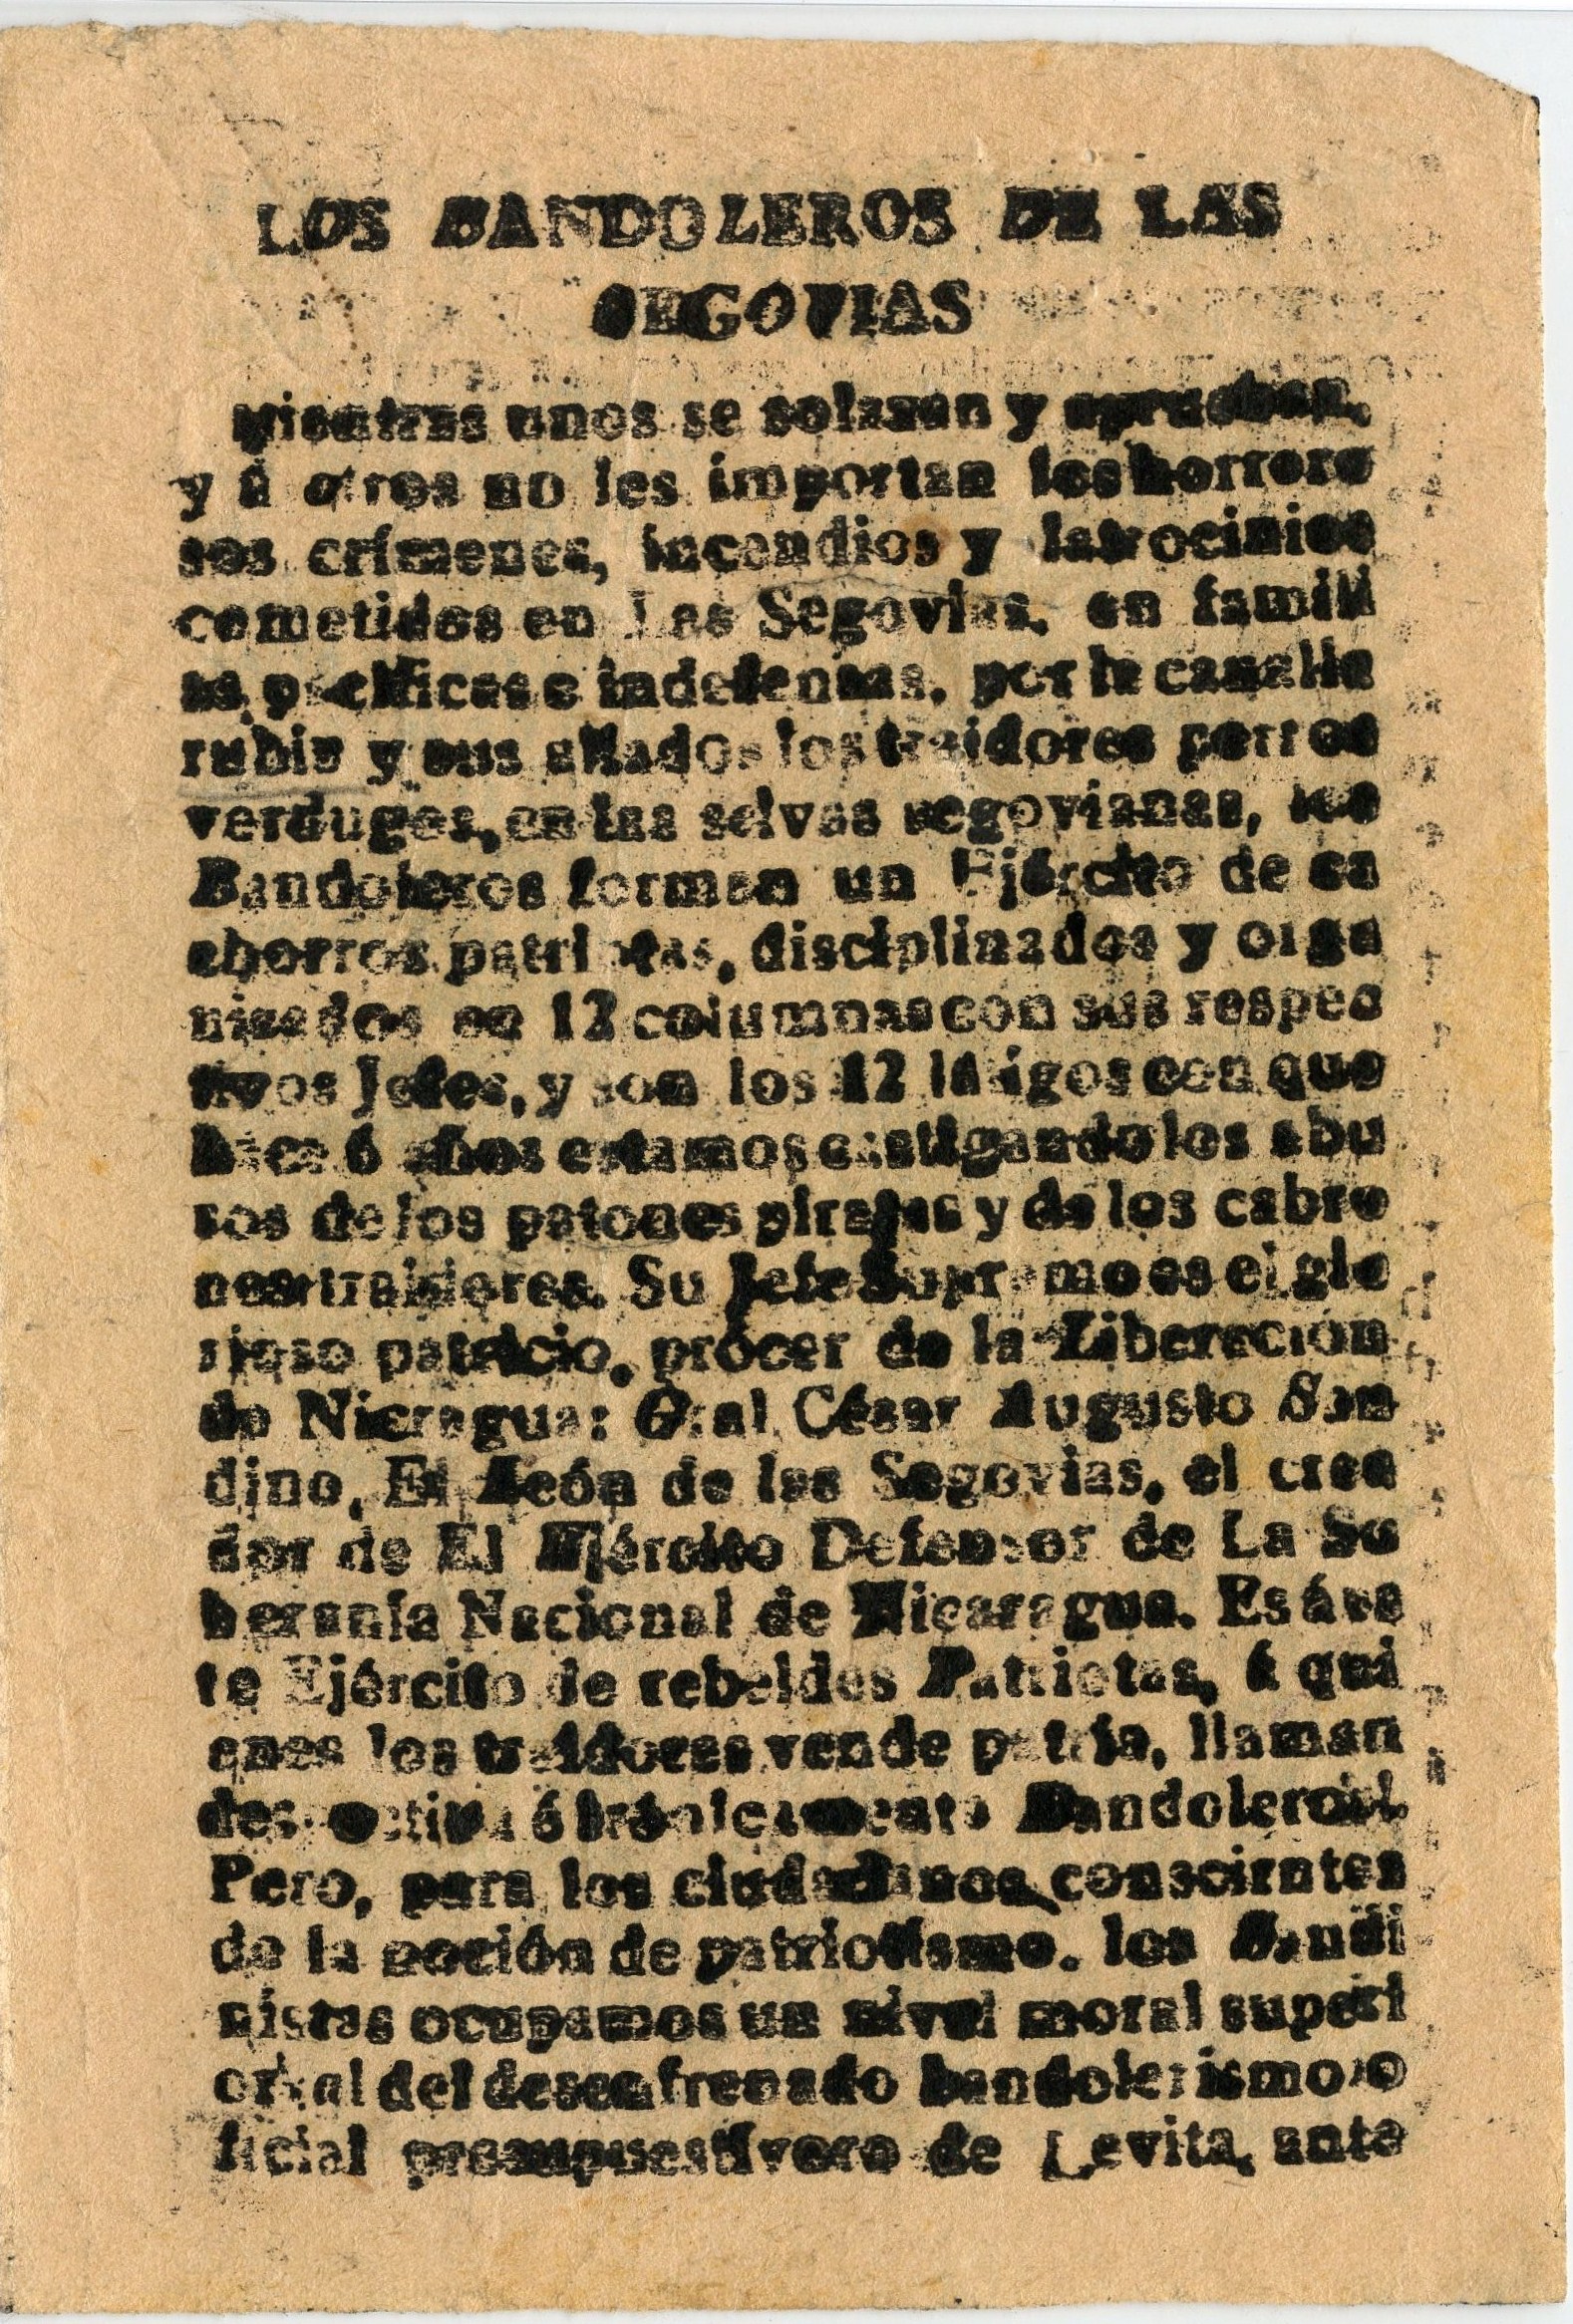 LOS BANDOLEROS DE LAS
SEGOVIAS
Mientras unos se solazan y aprueban,
y á otros no les importan los horroro
sos crímenes, incendios y latrocinios
cometidos en Las Segovias, en famili
as pacíficas e indefensas, por la canalla
rubia y sus aliados los traidores perros
verdugos, en las selvas segovianas, los
Bandoleros forman un Ejército de ca
chorros patriotas, disciplinados y orga
nizados en 12 columnas con sus respec
tivos Jefes, y son los 12 látigos con que
hace 6 años estamos castigando los abu
sos de los patones piratas y de los cabro
nes traidores. Su Jefe Supremo es el glo
rioso patricio, prócer de la Liberación
de Nicaragua: Gral. César Augusto San
dino, El León de las Segovias, el crea
dor de El Ejército Defensor de La So
beranía Nacional de Nicaragua. Es á es
te Ejército de rebeldes Patriotas, á qui
enes los traidores vende patria, llaman
despectiva é irónicamente Bandoleros!.
Pero, para los ciudadanos conscientes
de la noción de patriotismo, los Sandi
nistas ocupamos un nivel moral superi
or al del desenfrenado bandolerismo o
ficial presupuestívoro de Levita, ante